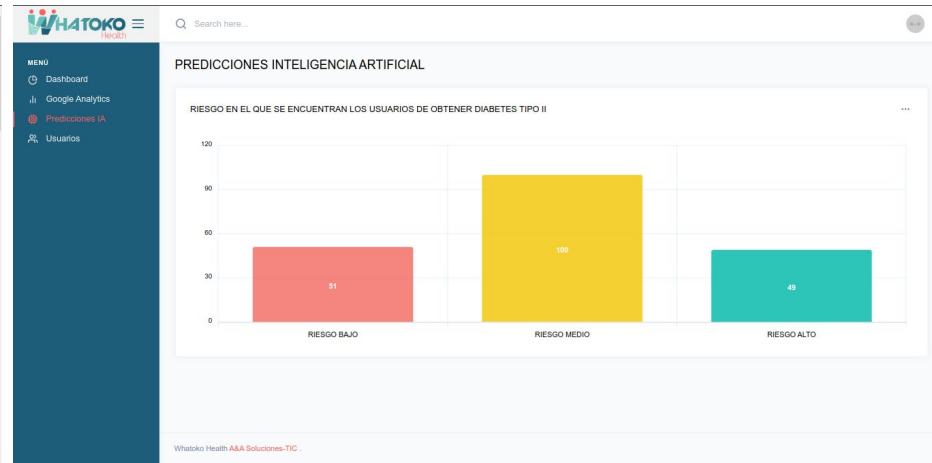 WHATOKO
Health
Search here...
MENÚ
Dashboard
Google Analytics
Predicciones IA
Usuarios
PREDICCIONES INTELIGENCIA ARTIFICIAL
RIESGO EN EL QUE SE ENCUENTRAN LOS USUARIOS DE OBTENER DIABETES TIPO II
120
90
60
30
0
51
100
49
RIESGO BAJO
RIESGO MEDIO
RIESGO ALTO
Whatoko Health A&A Soluciones-TIC .